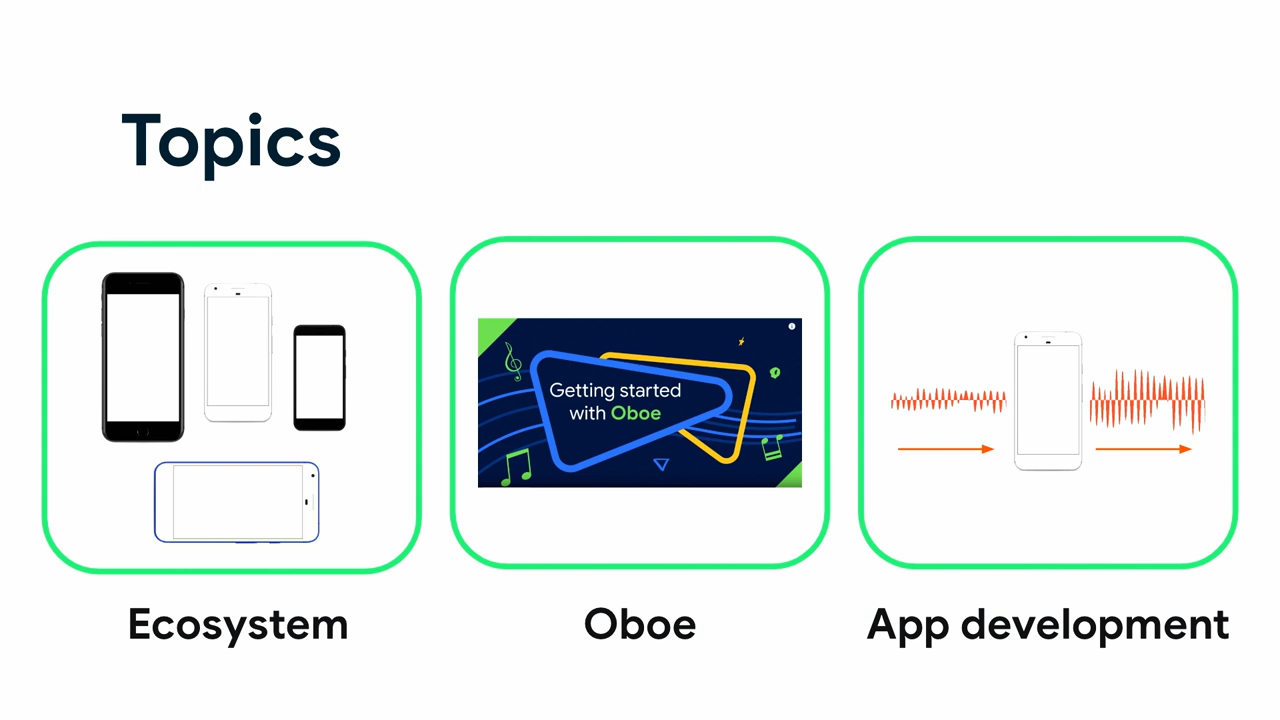 Topics
Getting started
with Oboe
Ecosystem
Oboe
App development